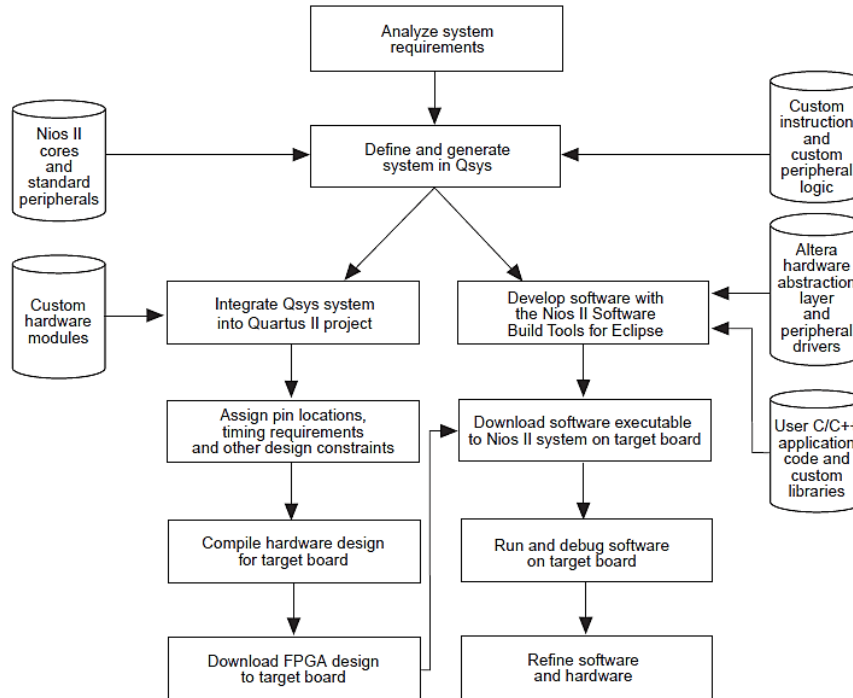 Analyze system
requirements
Nios II
cores
and
standard
peripherals
Define and generate
system in Qsys
Custom
instruction
and
custom
peripheral
logic
Custom
hardware
modules
Integrate Qsys system
into Quartus II project
Develop software with
the Nios II Software
Build Tools for Eclipse
Altera
hardware
abstraction
layer
and
peripheral
drivers
Assign pin locations,
timing requirements
and other design constraints
Download software executable
to Nios II system on target board
User C/C++
application
code and
custom
libraries
Compile hardware design
for target board
Run and debug software
on target board
Download FPGA design
to target board
Refine software
and hardware